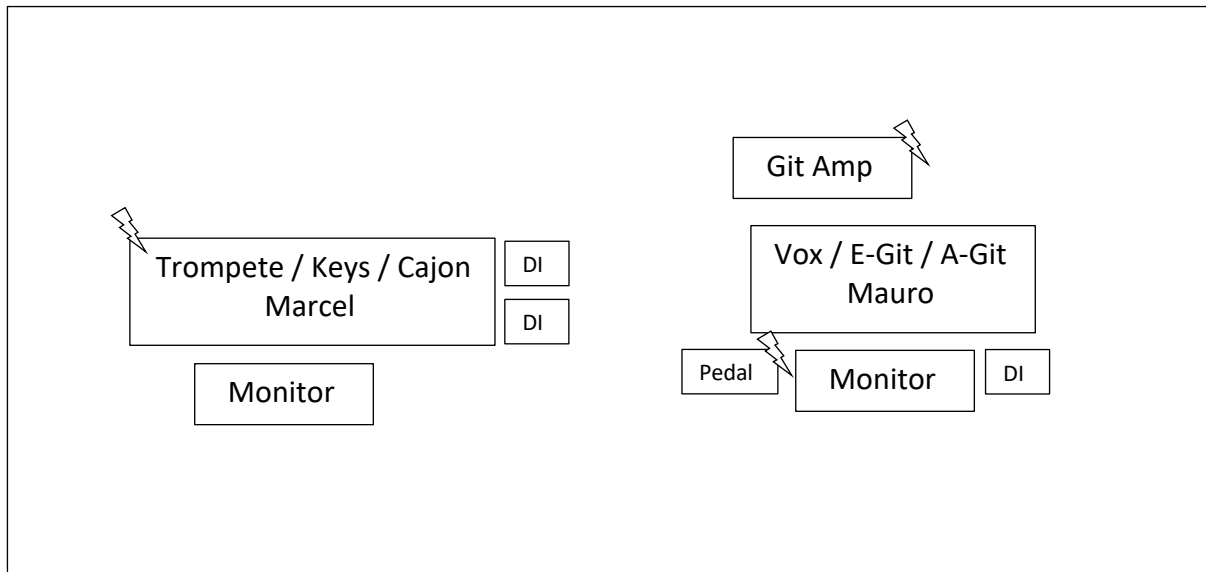 Git Amp
Trompete / Keys / Cajon
Marcel
DI
DI
Monitor
Vox / E-Git / A-Git
Mauro
Pedal
Monitor
DI